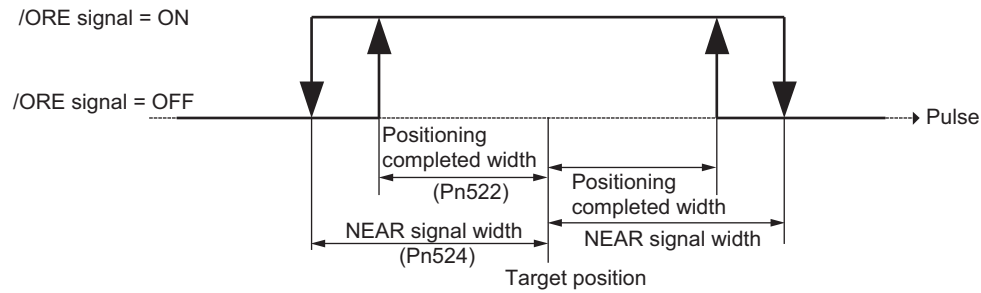 /ORE signal = ON
/ORE signal = OFF
Pulse
Positioning
completed width
(Pn522)
Positioning
completed width
NEAR signal width
(Pn524)
NEAR signal width
Target position